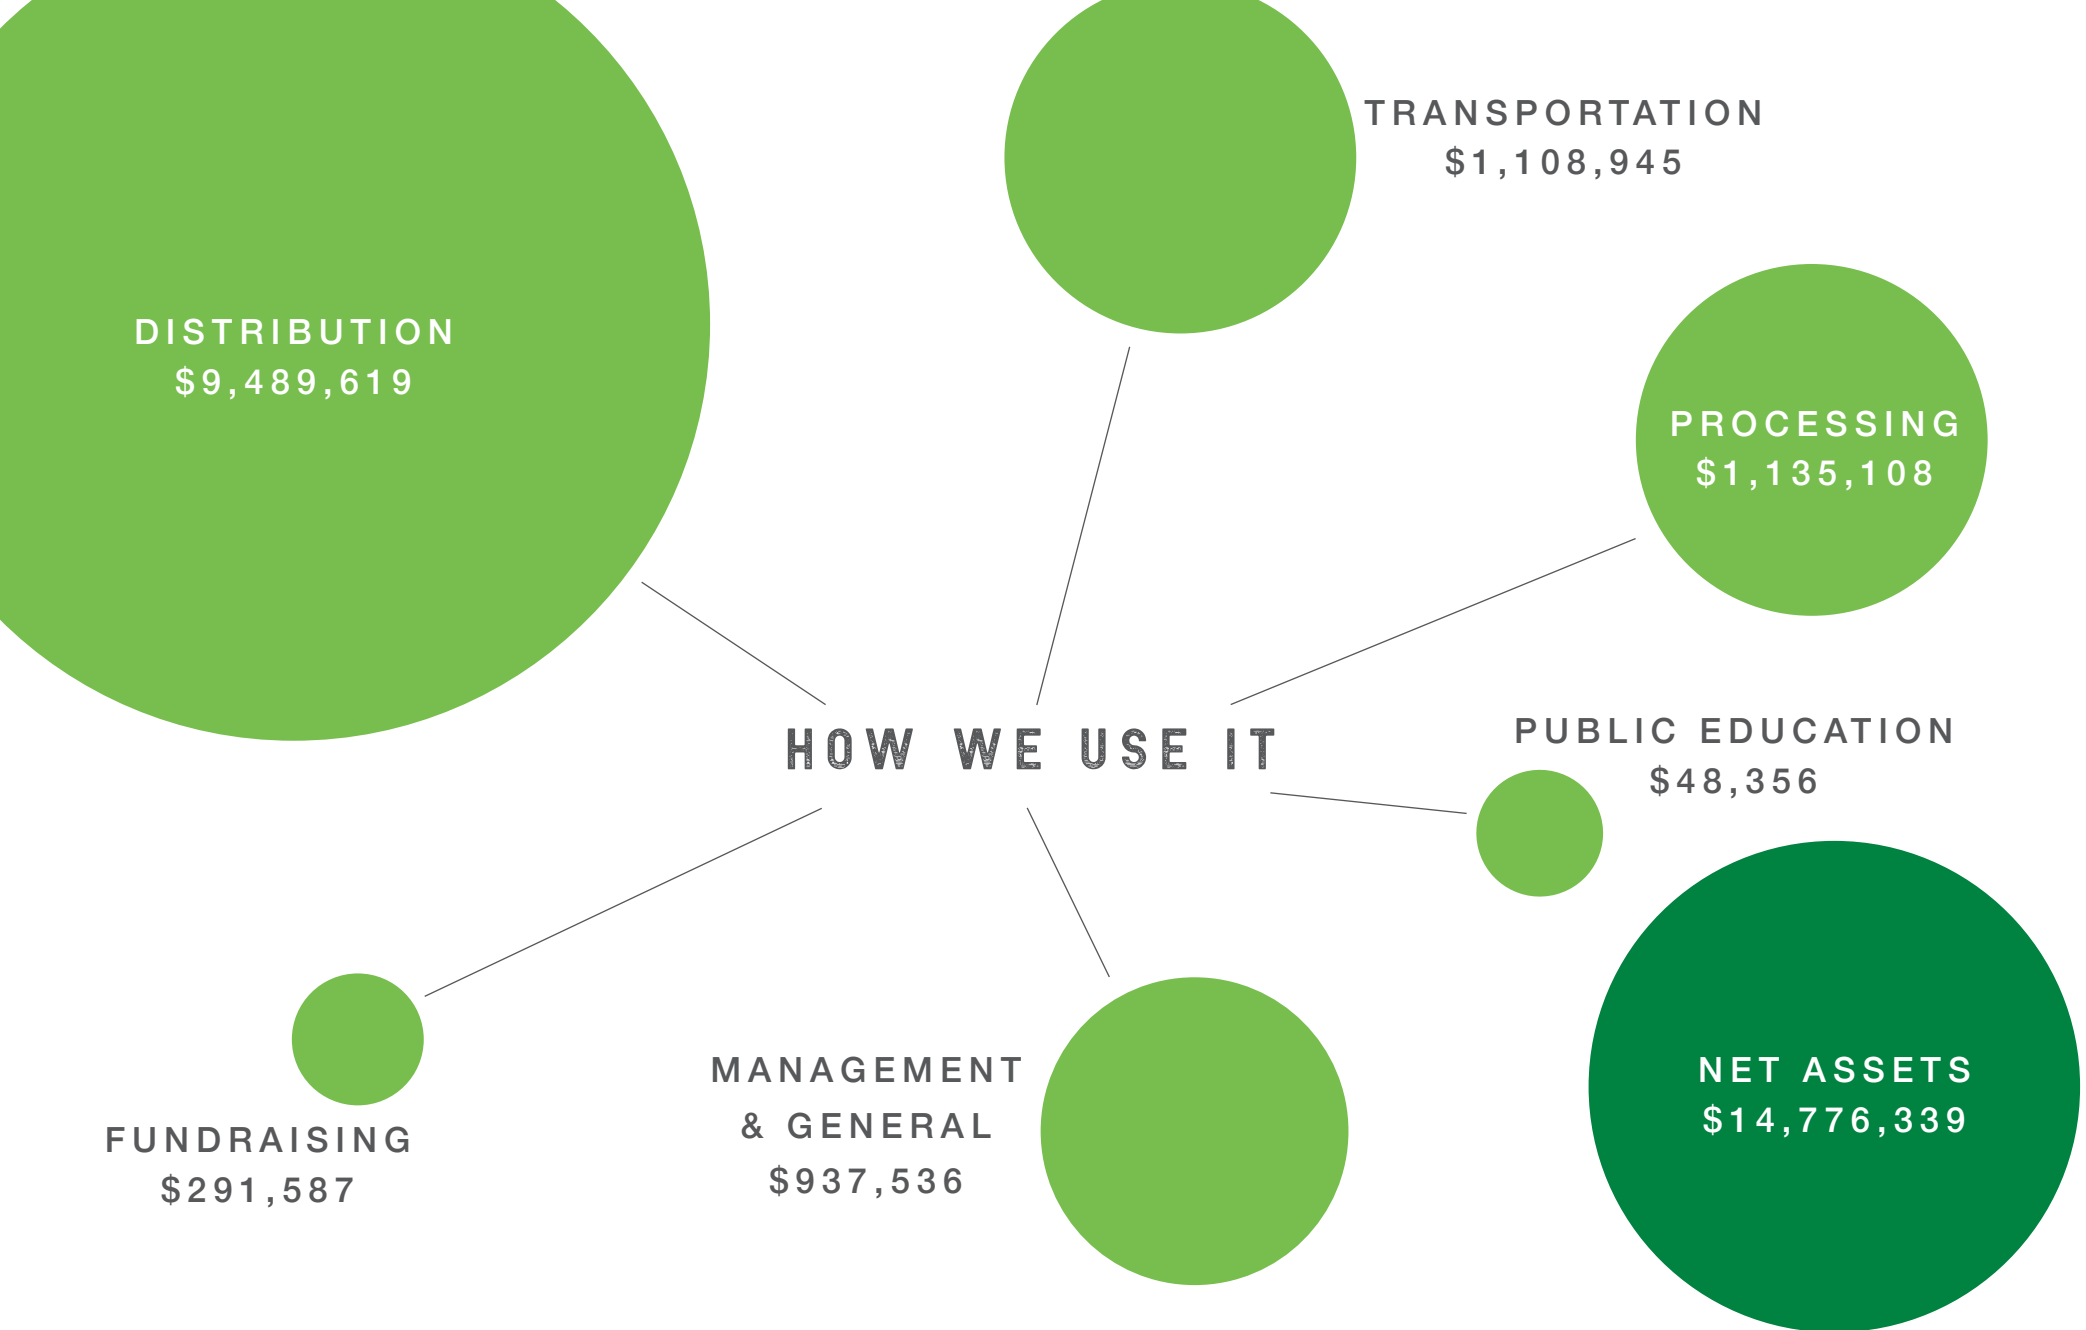 TRANSPORTATION
$1,108,945
DISTRIBUTION
$9,489,619
PROCESSING
$1,135,108
HOW WE USE IT
PUBLIC EDUCATION
$48,356
FUNDRAISING
$291,587
MANAGEMENT
& GENERAL
$937,536
NET ASSETS
$14,776,339